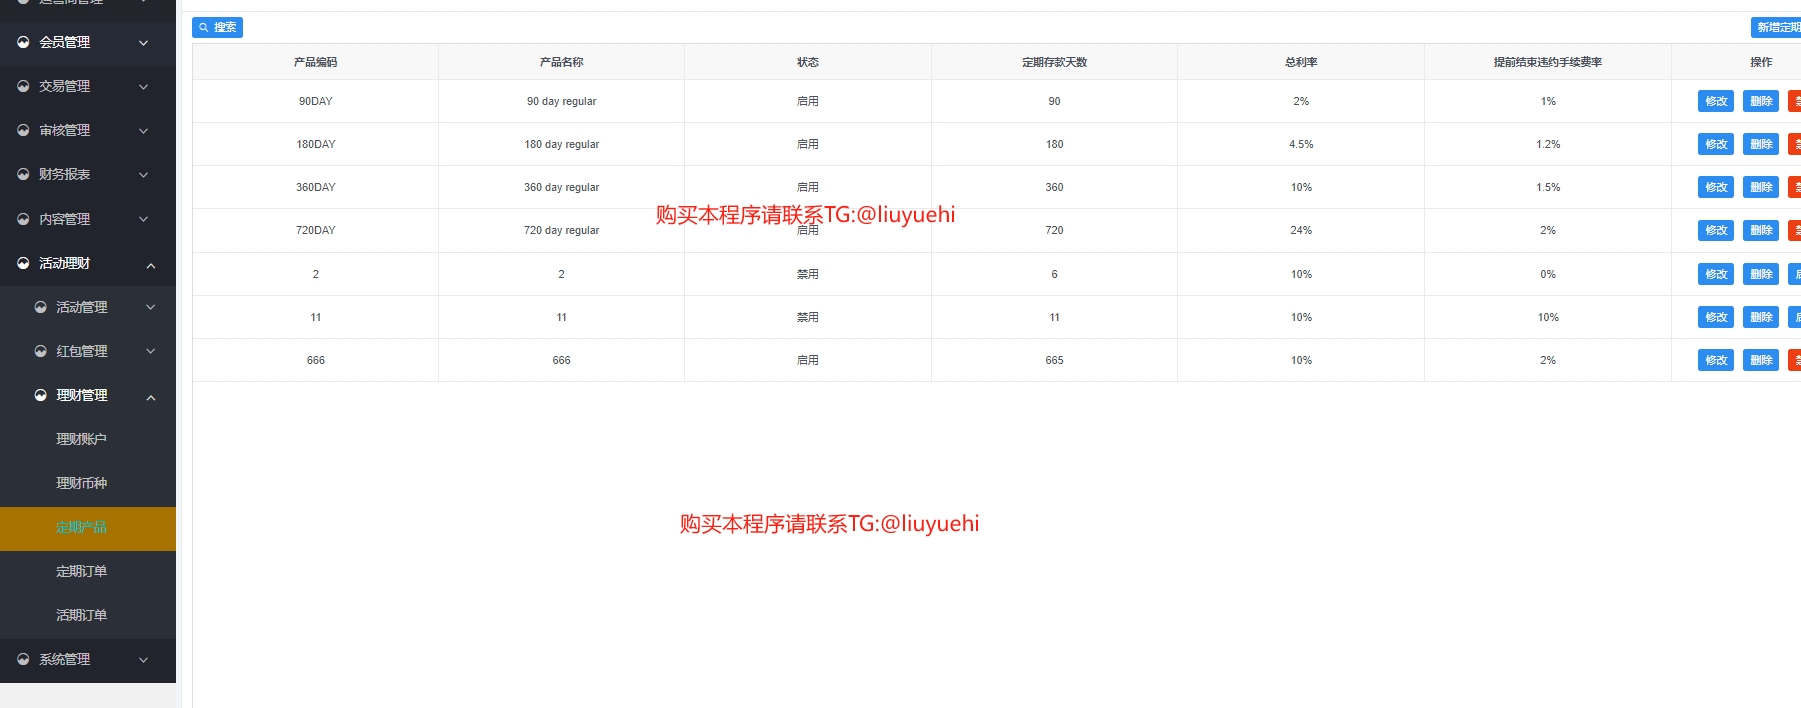 运营商管理
会员管理
交易管理
审核管理
财务报表
内容管理
活动理财
活动管理
红包管理
理财管理
理财账户
理财币种
定期产品
定期订单
活期订单
系统管理
搜索
新增定期
产品编码 产品名称 状态 定期存款天数 总利率 提前结束违约手续费率 操作
90DAY 90 day regular 启用 90 2% 1% 修改 删除
180DAY 180 day regular 启用 180 4.5% 1.2% 修改 删除
360DAY 360 day regular 启用 360 10% 1.5% 修改 删除
购买本程序请联系TG:@liuyuehi
720DAY 720 day regular 启用 720 24% 2% 修改 删除
2 2 禁用 6 10% 0% 修改 删除
11 11 禁用 11 10% 10% 修改 删除
666 666 启用 665 10% 2% 修改 删除
购买本程序请联系TG:@liuyuehi